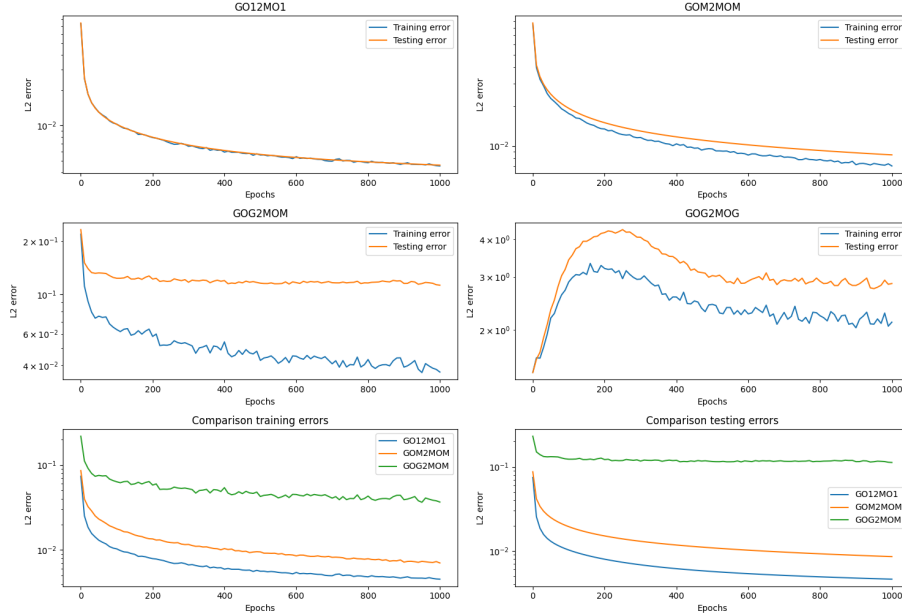 GO12MO1
L2 error
10⁻²
Training error
Testing error
0 200 400 600 800 1000
Epochs
GOM2MOM
L2 error
10⁻²
Training error
Testing error
0 200 400 600 800 1000
Epochs
GOG2MOM
L2 error
2 × 10⁻¹
10⁻¹
6 × 10⁻²
4 × 10⁻²
Training error
Testing error
0 200 400 600 800 1000
Epochs
GOG2MOG
L2 error
4 × 10⁰
3 × 10⁰
2 × 10⁰
Training error
Testing error
0 200 400 600 800 1000
Epochs
Comparison training errors
L2 error
10⁻¹
10⁻²
GO12MO1
GOM2MOM
GOG2MOM
0 200 400 600 800 1000
Epochs
Comparison testing errors
L2 error
10⁻¹
10⁻²
GO12MO1
GOM2MOM
GOG2MOM
0 200 400 600 800 1000
Epochs